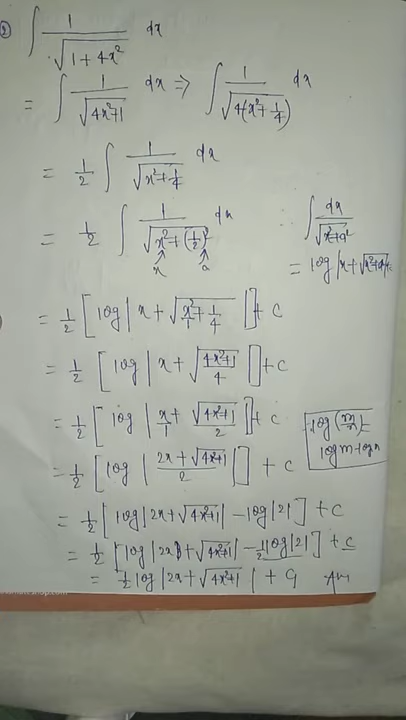 ② ∫ 1/√(1+4x²) dx
= ∫ 1/√(4x²+1) dx ⇒ ∫ 1/√(4(x²+1/4)) dx
= 1/2 ∫ 1/√(x²+1/4) dx
= 1/2 ∫ 1/√(x²+(1/2)²) dx ∫ dx/√(x²+a²)
x a = log|x+√(x²+a²)|+
= 1/2 [log|x+√(x²/1+1/4)|]+c
= 1/2 [log|x+√((4x²+1)/4)|]+c
= 1/2 [log|x/1+√(4x²+1)/2|]+c log(m/n)=
= 1/2 [log|(2x+√(4x²+1))/2|]+c logm-logn
= 1/2 [log|2x+√(4x²+1)|-log|2|]+c
= 1/2 [log|2x|+√(4x²+1)|-1/2 log|2|]+c
= 1/2 log|2x+√(4x²+1)|+C₁ Ans